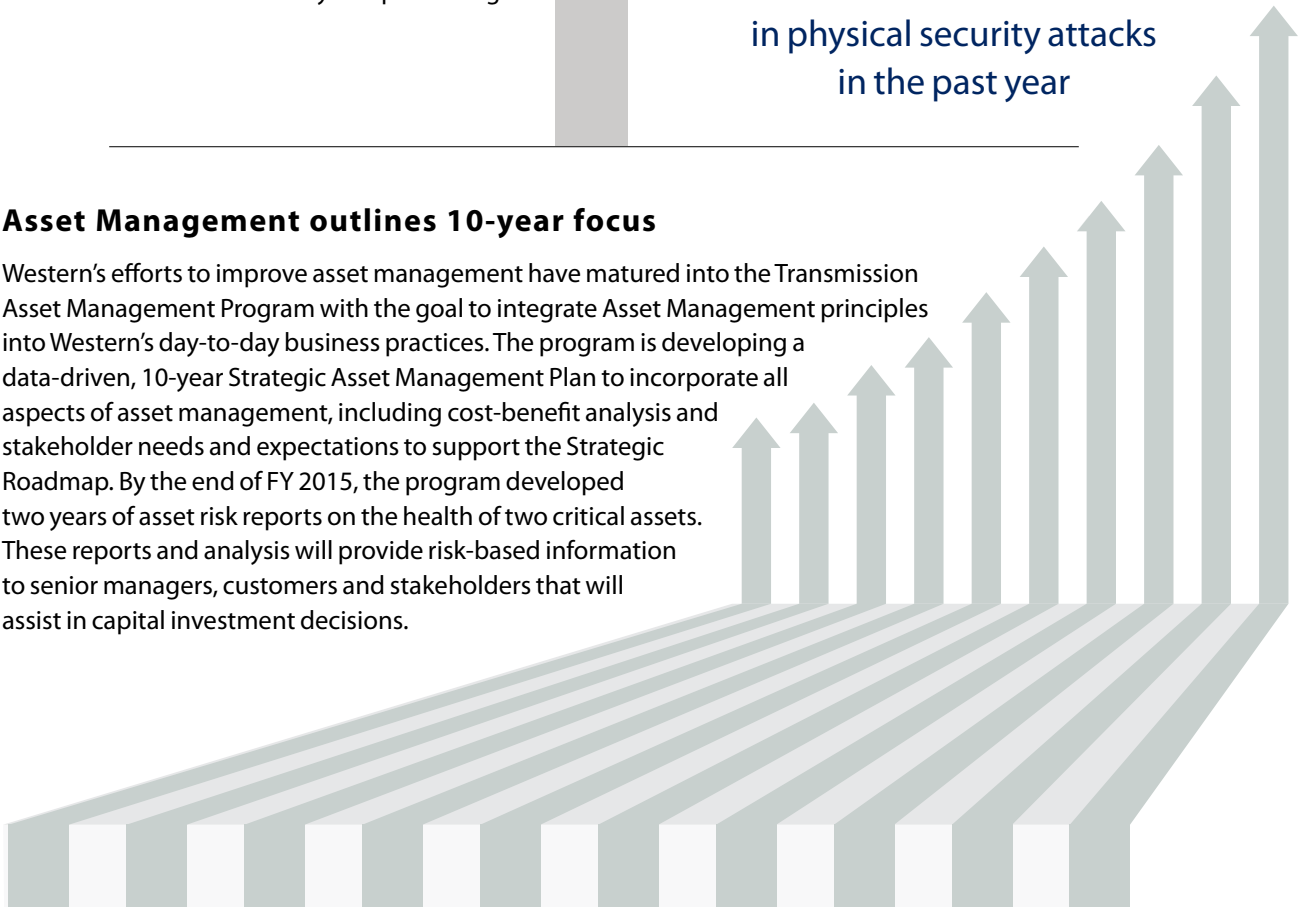 in physical security attacks
in the past year
Asset Management outlines 10-year focus
Western’s efforts to improve asset management have matured into the Transmission
Asset Management Program with the goal to integrate Asset Management principles
into Western’s day-to-day business practices. The program is developing a
data-driven, 10-year Strategic Asset Management Plan to incorporate all
aspects of asset management, including cost-benefit analysis and
stakeholder needs and expectations to support the Strategic
Roadmap. By the end of FY 2015, the program developed
two years of asset risk reports on the health of two critical assets.
These reports and analysis will provide risk-based information
to senior managers, customers and stakeholders that will
assist in capital investment decisions.